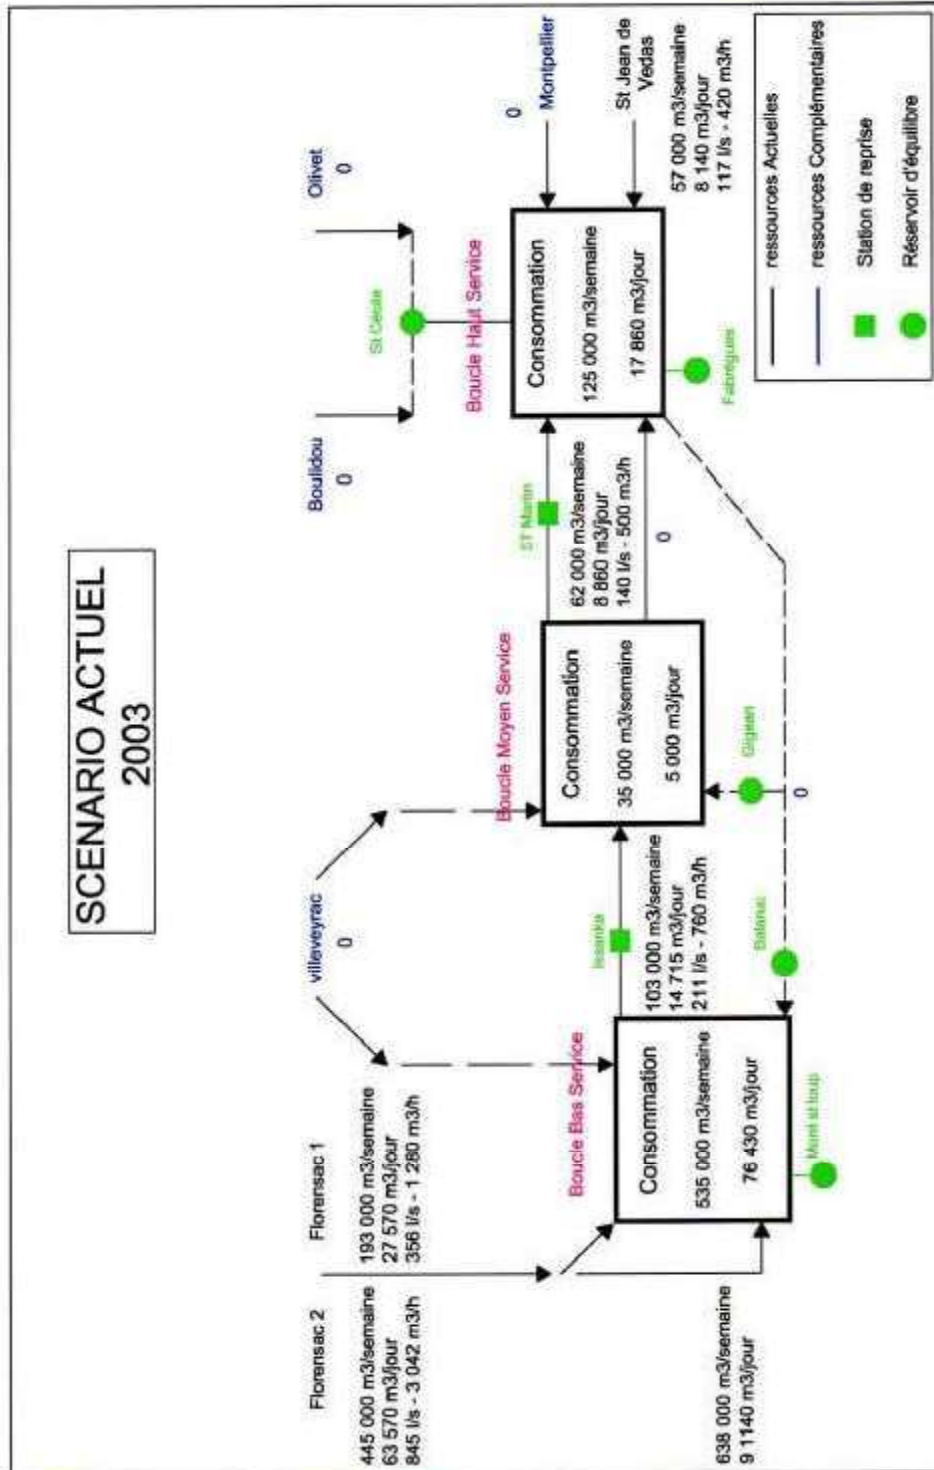 SCENARIO ACTUEL
2003
Florensac 2
445 000 m3/semaine
63 570 m3/jour
845 l/s - 3 042 m3/h
Florensac 1
193 000 m3/semaine
27 570 m3/jour
356 l/s - 1 280 m3/h
638 000 m3/semaine
9 1140 m3/jour
villeveyrac
0
Boulidou
0
Olivet
0
St Cécile
Boucle Bas Service
Consommation
535 000 m3/semaine
76 430 m3/jour
Mont st loup
Issanka
103 000 m3/semaine
14 715 m3/jour
211 l/s - 760 m3/h
Balaruc
Boucle Moyen Service
Consommation
35 000 m3/semaine
5 000 m3/jour
Gigean
0
ST Martin
62 000 m3/semaine
8 860 m3/jour
140 l/s - 500 m3/h
0
Boucle Haut Service
Consommation
125 000 m3/semaine
17 860 m3/jour
Fabrègues
0
Montpellier
St Jean de
Vedas
57 000 m3/semaine
8 140 m3/jour
117 l/s - 420 m3/h
ressources Actuelles
ressources Complémentaires
Station de reprise
Réservoir d'équilibre